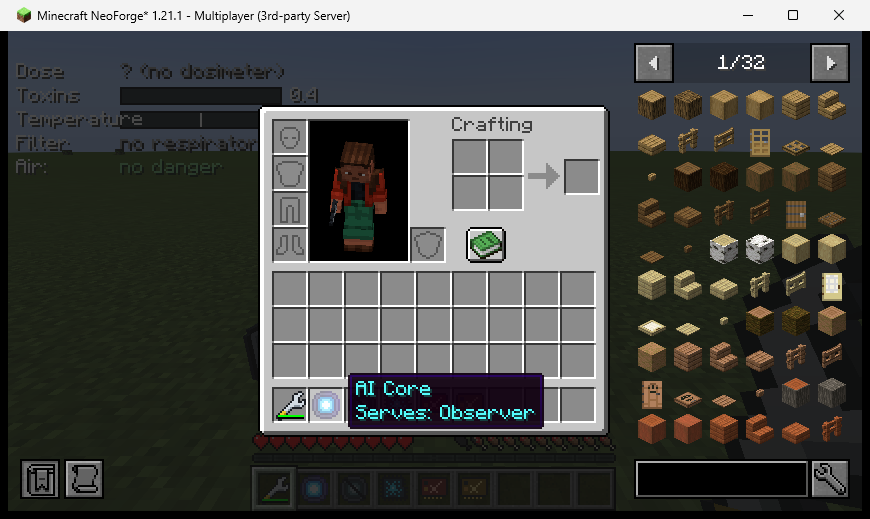 Minecraft NeoForge* 1.21.1 - Multiplayer (3rd-party Server)
Dose ? (no dosimeter)
Toxins 0.4
Temperature
Filter no respirator
Air: no danger
Crafting
1/32
AI Core
Serves: Observer